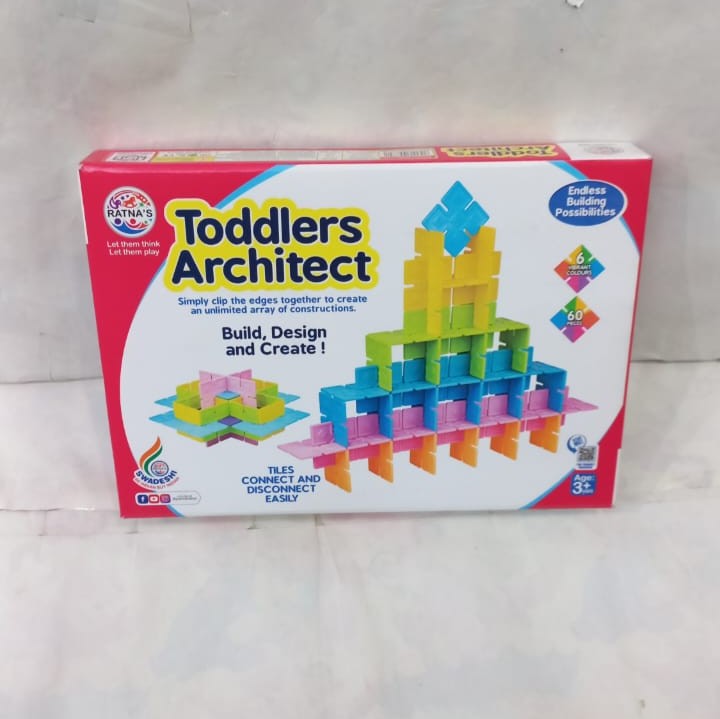 Toddlers
Architect
RATNA'S
Let them think
Let them play
Toddlers
Architect
Simply clip the edges together to create
an unlimited array of constructions.
Build, Design
and Create !
Endless
Building
Possibilities
6
VIBRANT
COLOURS
60
PIECES
TILES
CONNECT AND
DISCONNECT
EASILY
SWADESHI
Age:
3+